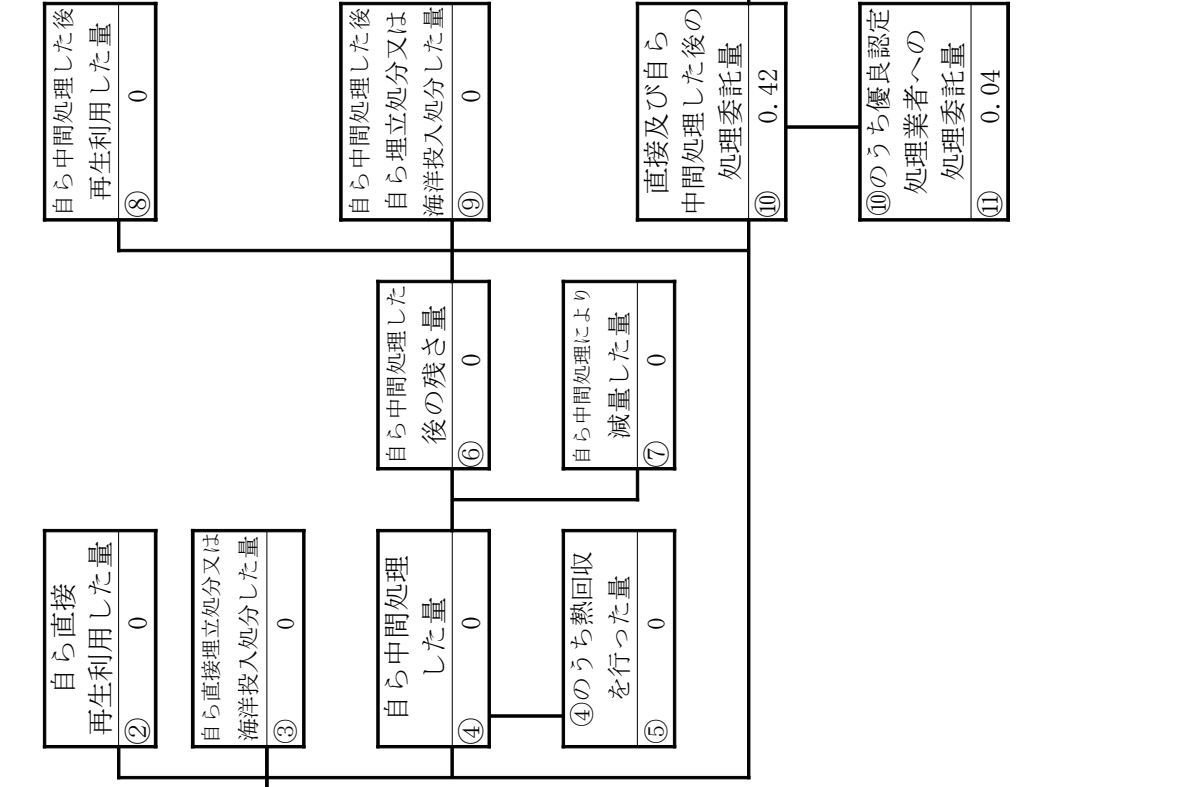 自ら直接
再生利用した量
② 0
自ら直接埋立処分又は
海洋投入処分した量
③ 0
自ら中間処理
した量
④ 0
④のうち熱回収
を行った量
⑤ 0
自ら中間処理した
後の残さ量
⑥ 0
自ら中間処理により
減量した量
⑦ 0
自ら中間処理した後
再生利用した量
⑧ 0
自ら中間処理した後
自ら埋立処分又は
海洋投入処分した量
⑨ 0
直接及び自ら
中間処理した後の
処理委託量
⑩ 0.42
⑩のうち優良認定
処理業者への
処理委託量
⑪ 0.04